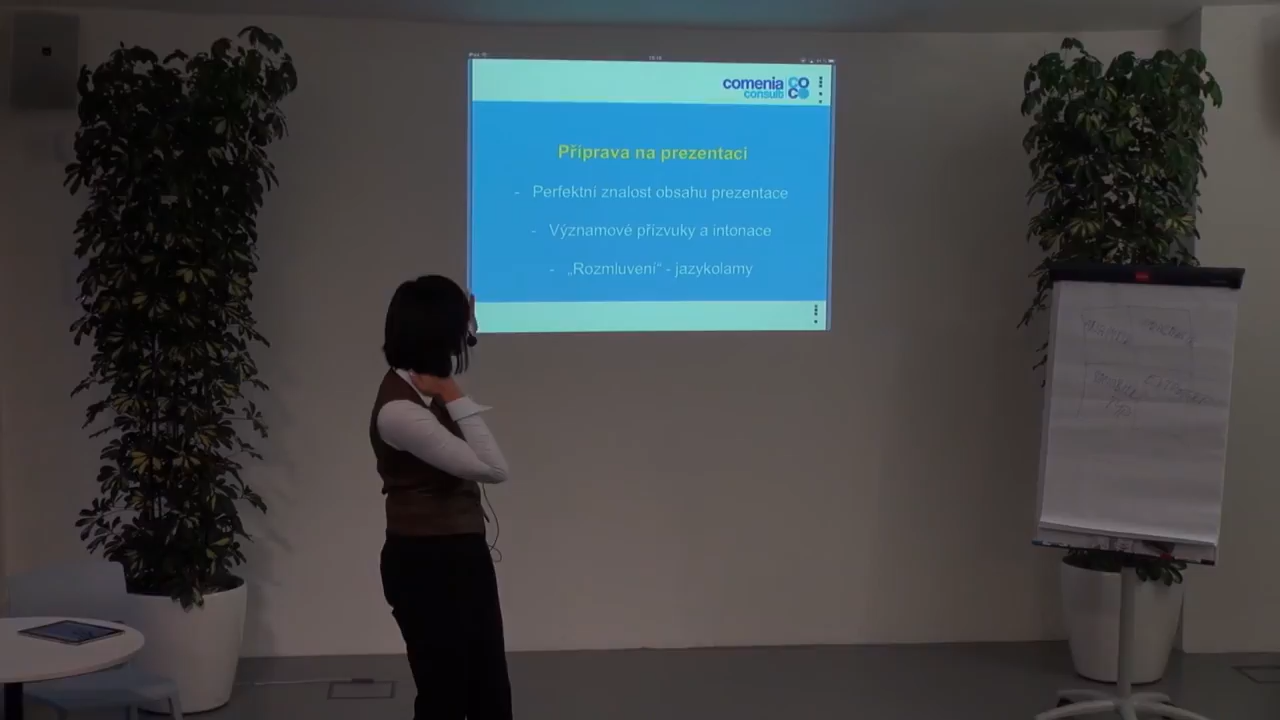 comenia
consult
Příprava na prezentaci
- Perfektní znalost obsahu prezentace
- Významové přízvuky a intonace
- „Rozmluvení“ - jazykolamy